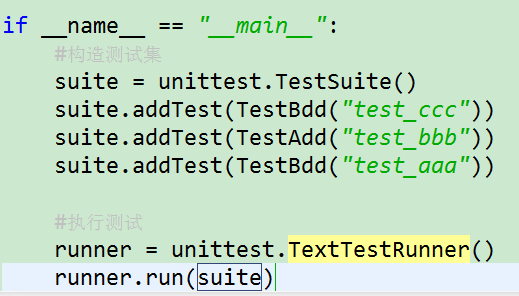 if __name__ == "__main__":
    #构造测试集
    suite = unittest.TestSuite()
    suite.addTest(TestBdd("test_ccc"))
    suite.addTest(TestAdd("test_bbb"))
    suite.addTest(TestBdd("test_aaa"))
    #执行测试
    runner = unittest.TextTestRunner()
    runner.run(suite)